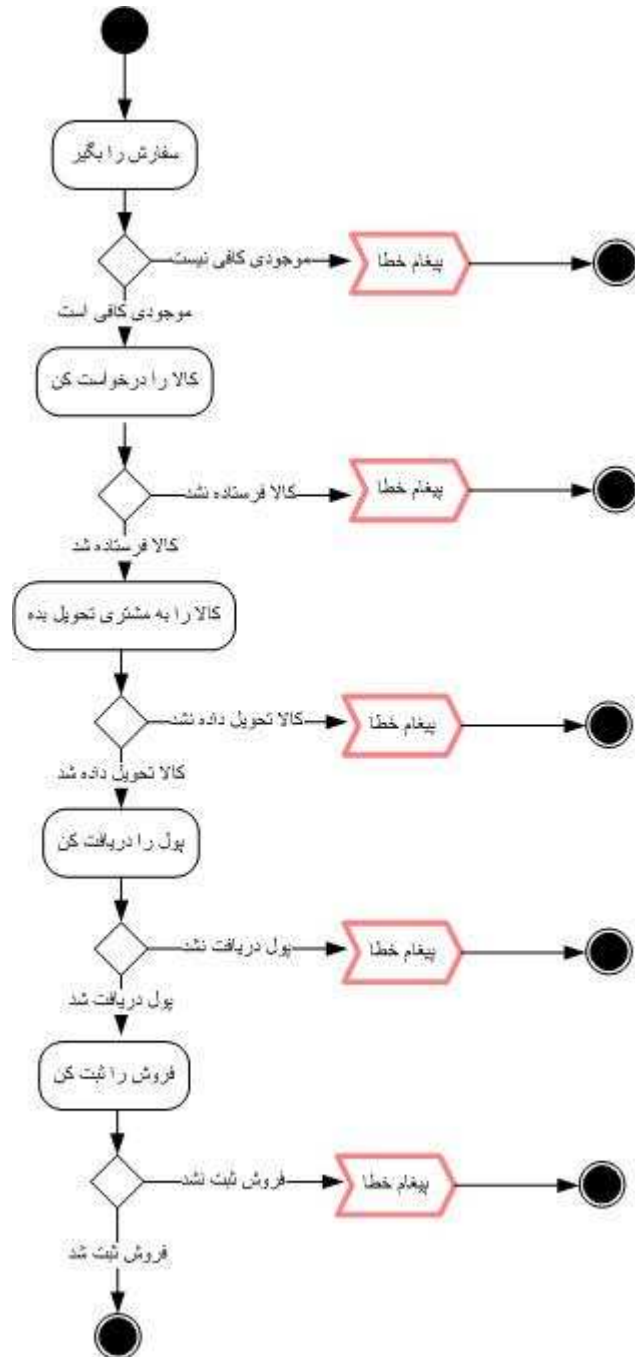 سفارش را بگیر
موجودی کافی نیست
پیغام خطا
موجودی کافی است
کالا را درخواست کن
کالا فرستاده نشد
پیغام خطا
کالا فرستاده شد
کالا را به مشتری تحویل بده
کالا تحویل داده نشد
پیغام خطا
کالا تحویل داده شد
پول را دریافت کن
پول دریافت نشد
پیغام خطا
پول دریافت شد
فروش را ثبت کن
فروش ثبت نشد
پیغام خطا
فروش ثبت شد